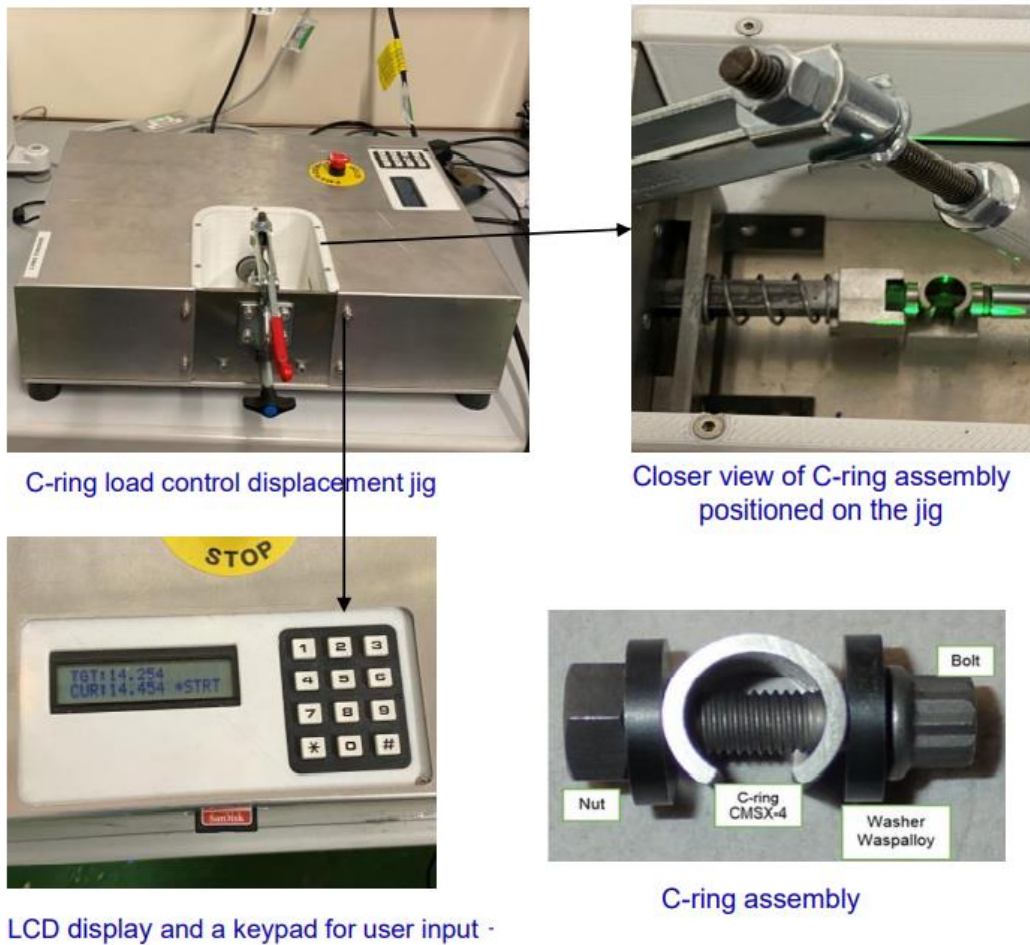 C-ring load control displacement jig
Closer view of C-ring assembly
positioned on the jig
STOP
TGT:14.254
CUR:14.454 *STRT
1 2 3
4 5 6
7 8 9
* 0 #
SanDisk
LCD display and a keypad for user input -
Bolt
Nut
C-ring
CMSX-4
Washer
Waspalloy
C-ring assembly